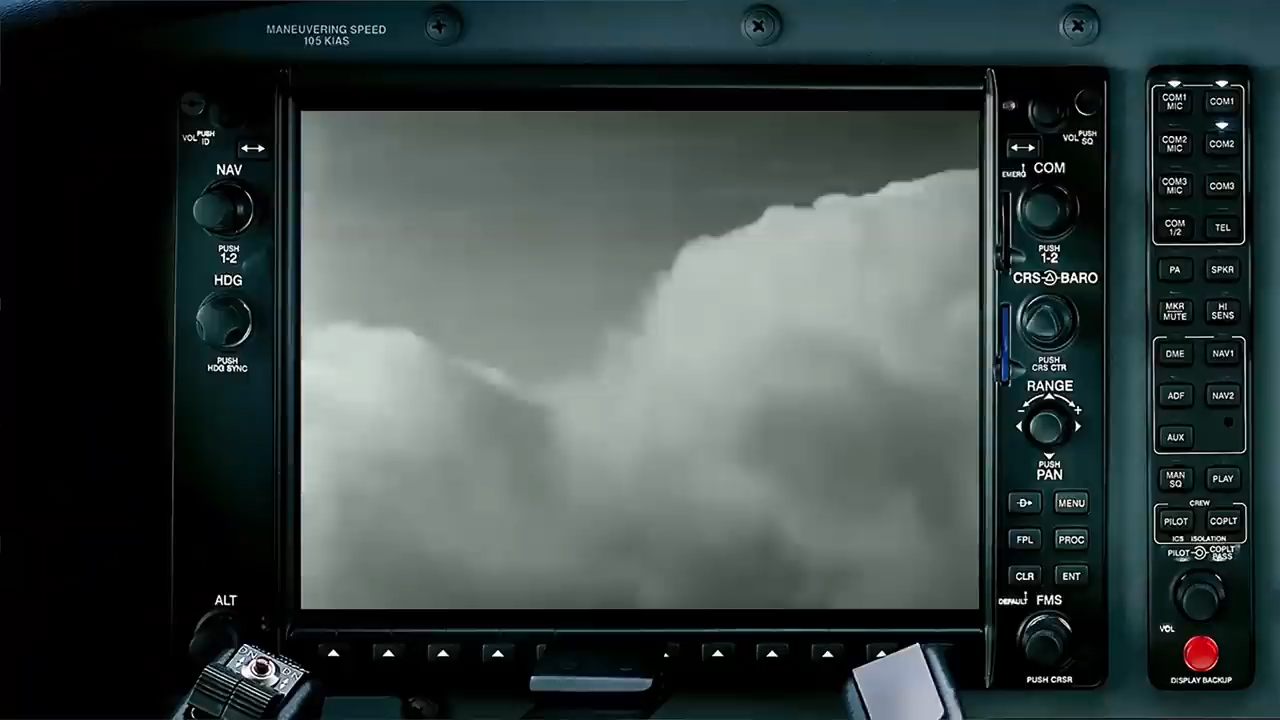 MANEUVERING SPEED
105 KIAS
VOL PUSH ID
NAV
PUSH
1-2
HDG
PUSH
HDG SYNC
ALT
VOL PUSH SQ
EMERG
COM
PUSH
1-2
CRS BARO
PUSH
CRS CTR
RANGE
- +
PUSH
PAN
D MENU
FPL PROC
CLR ENT
DEFAULT
FMS
PUSH CRSR
COM1 MIC
COM1
COM2 MIC
COM2
COM3 MIC
COM3
COM 1/2
TEL
PA SPKR
MKR MUTE
HI SENS
DME NAV1
ADF NAV2
AUX
MAN SQ
PLAY
CREW
PILOT COPLT
ICS ISOLATION
PILOT COPLT PASS
VOL
DISPLAY BACKUP